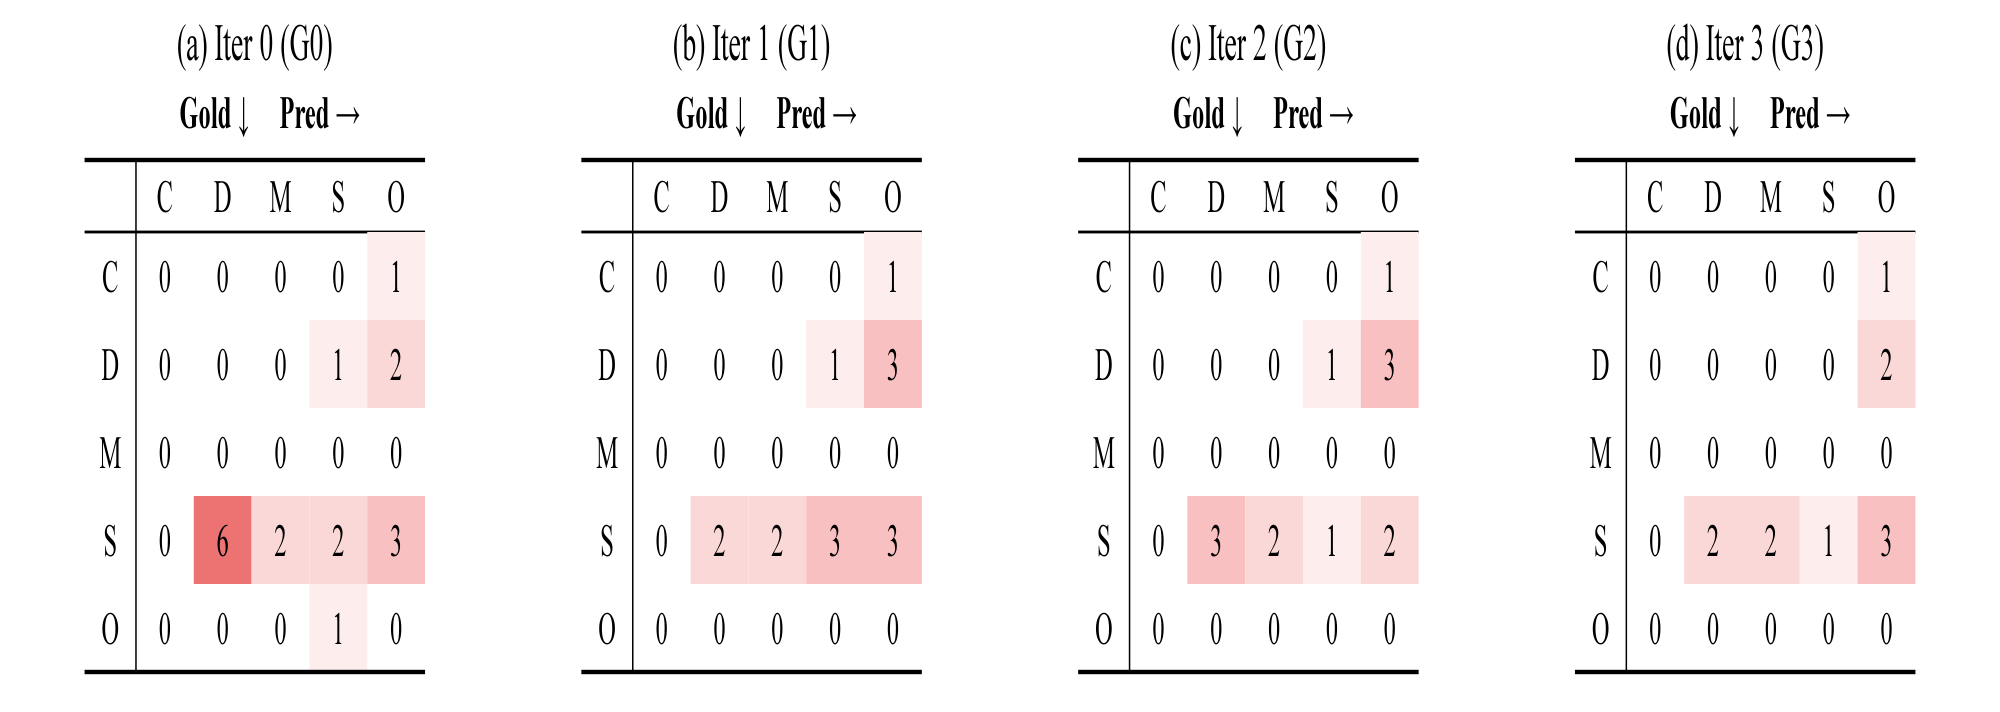 (a) Iter 0 (G0)
Gold ↓ Pred →
C D M S O
C 0 0 0 0 1
D 0 0 0 1 2
M 0 0 0 0 0
S 0 6 2 2 3
O 0 0 0 1 0
(b) Iter 1 (G1)
Gold ↓ Pred →
C D M S O
C 0 0 0 0 1
D 0 0 0 1 3
M 0 0 0 0 0
S 0 2 2 3 3
O 0 0 0 0 0
(c) Iter 2 (G2)
Gold ↓ Pred →
C D M S O
C 0 0 0 0 1
D 0 0 0 1 3
M 0 0 0 0 0
S 0 3 2 1 2
O 0 0 0 0 0
(d) Iter 3 (G3)
Gold ↓ Pred →
C D M S O
C 0 0 0 0 1
D 0 0 0 0 2
M 0 0 0 0 0
S 0 2 2 1 3
O 0 0 0 0 0